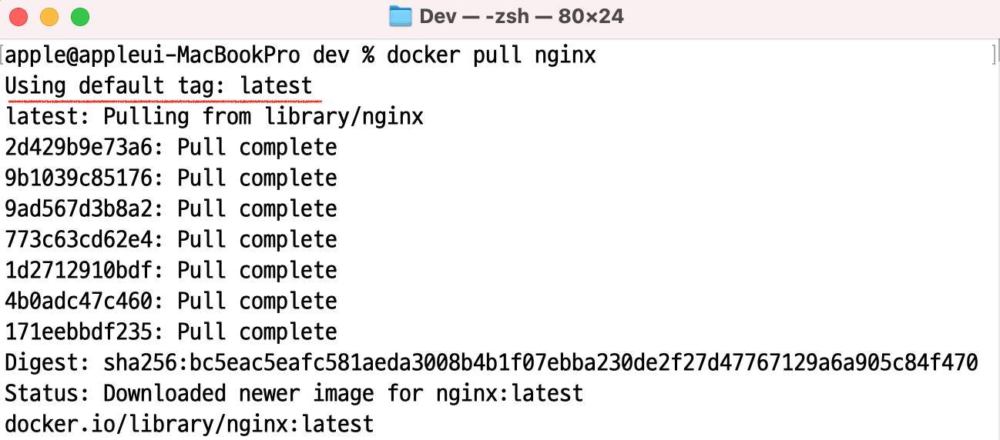 Dev — -zsh — 80×24
apple@appleui-MacBookPro dev % docker pull nginx
Using default tag: latest
latest: Pulling from library/nginx
2d429b9e73a6: Pull complete
9b1039c85176: Pull complete
9ad567d3b8a2: Pull complete
773c63cd62e4: Pull complete
1d2712910bdf: Pull complete
4b0adc47c460: Pull complete
171eebbdf235: Pull complete
Digest: sha256:bc5eac5eafc581aeda3008b4b1f07ebba230de2f27d47767129a6a905c84f470
Status: Downloaded newer image for nginx:latest
docker.io/library/nginx:latest